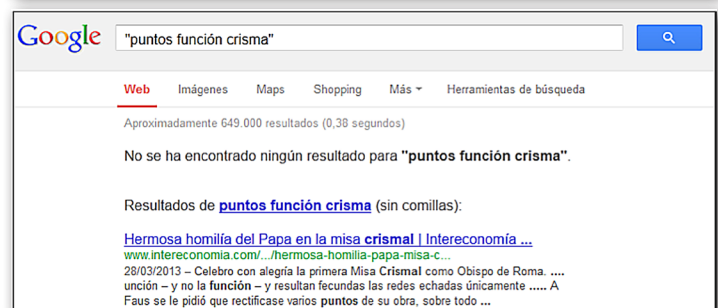 Google "puntos función crisma"
Web Imágenes Maps Shopping Más Herramientas de búsqueda
Aproximadamente 649.000 resultados (0,38 segundos)
No se ha encontrado ningún resultado para "puntos función crisma".
Resultados de puntos función crisma (sin comillas):
Hermosa homilía del Papa en la misa crismal | Intereconomía ...
www.intereconomia.com/.../hermosa-homilia-papa-misa-c...
28/03/2013 – Celebro con alegría la primera Misa Crismal como Obispo de Roma. ....
unción – y no la función – y resultan fecundas las redes echadas únicamente ..... A
Faus se le pidió que rectificase varios puntos de su obra, sobre todo ...